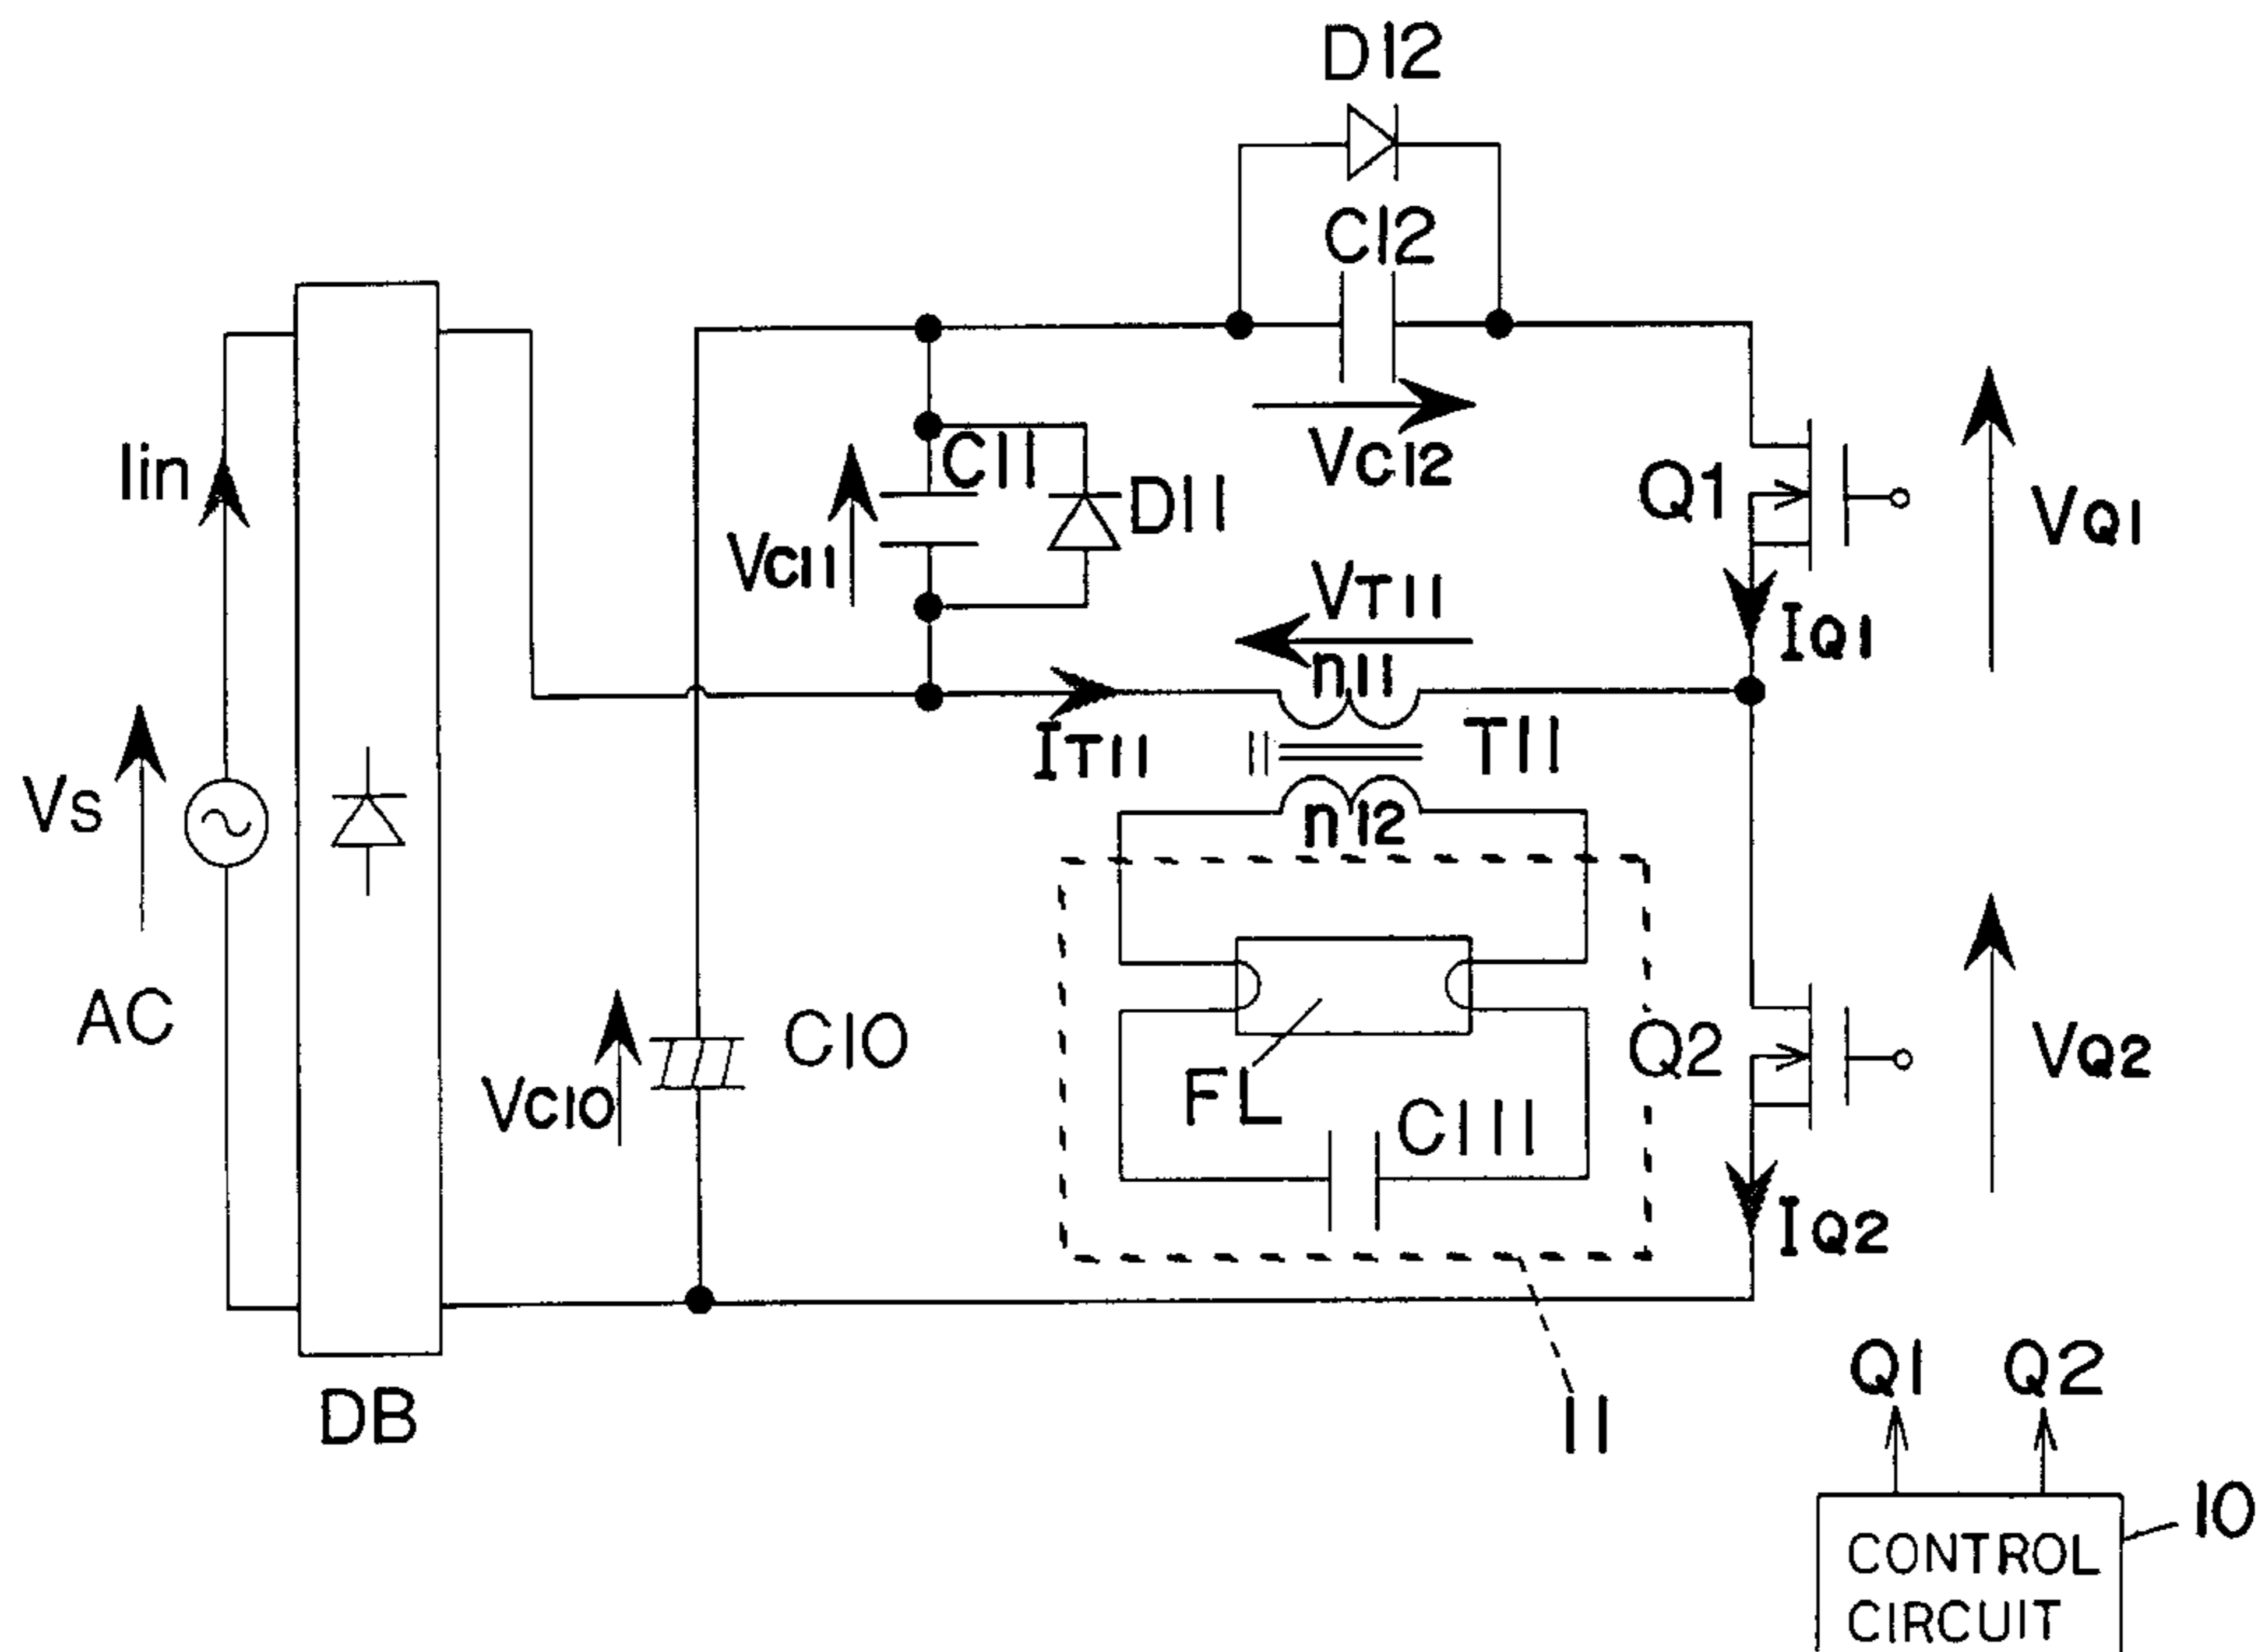 D12
C12
VC12
Iin
C11
D11
VC11
Q1
VQ1
VT11
n11
IQ1
IT11
T11
Vs
n12
AC
C10
VC10
Q2
VQ2
FL
C111
IQ2
DB
11
Q1 Q2
10
CONTROL
CIRCUIT